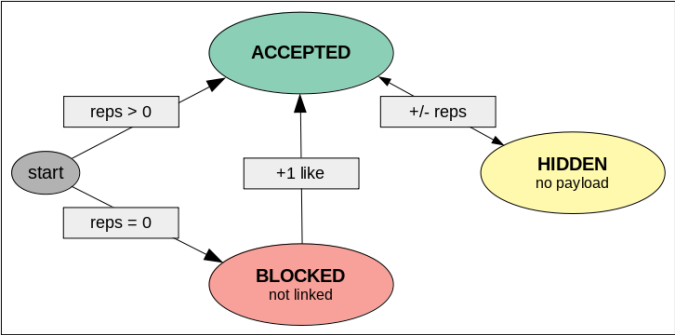 ACCEPTED
reps > 0
+/- reps
start
+1 like
HIDDEN
no payload
reps = 0
BLOCKED
not linked